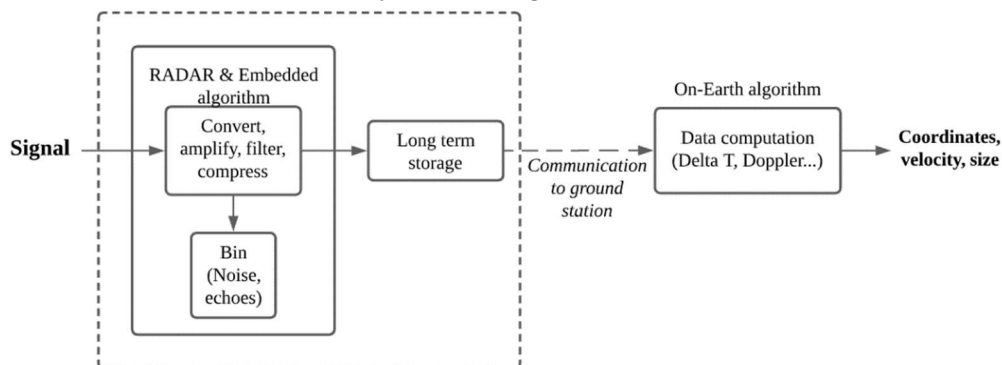 RADAR & Embedded
algorithm
Signal
Convert,
amplify, filter,
compress
Bin
(Noise,
echoes)
Long term
storage
Communication
to ground
station
On-Earth algorithm
Data computation
(Delta T, Doppler...)
Coordinates,
velocity, size